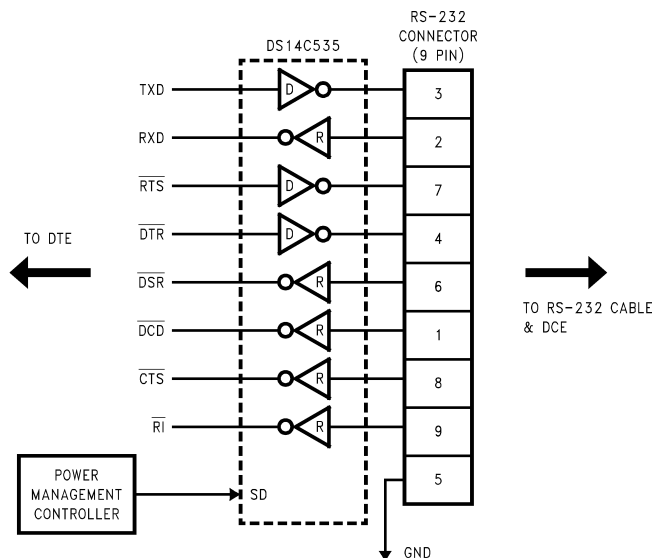 RS-232
CONNECTOR
(9 PIN)
DS14C535
TXD D 3
RXD R 2
RTS D 7
DTR D 4
TO DTE
DSR R 6
TO RS-232 CABLE
& DCE
DCD R 1
CTS R 8
RI R 9
POWER
MANAGEMENT
CONTROLLER
SD
5
GND